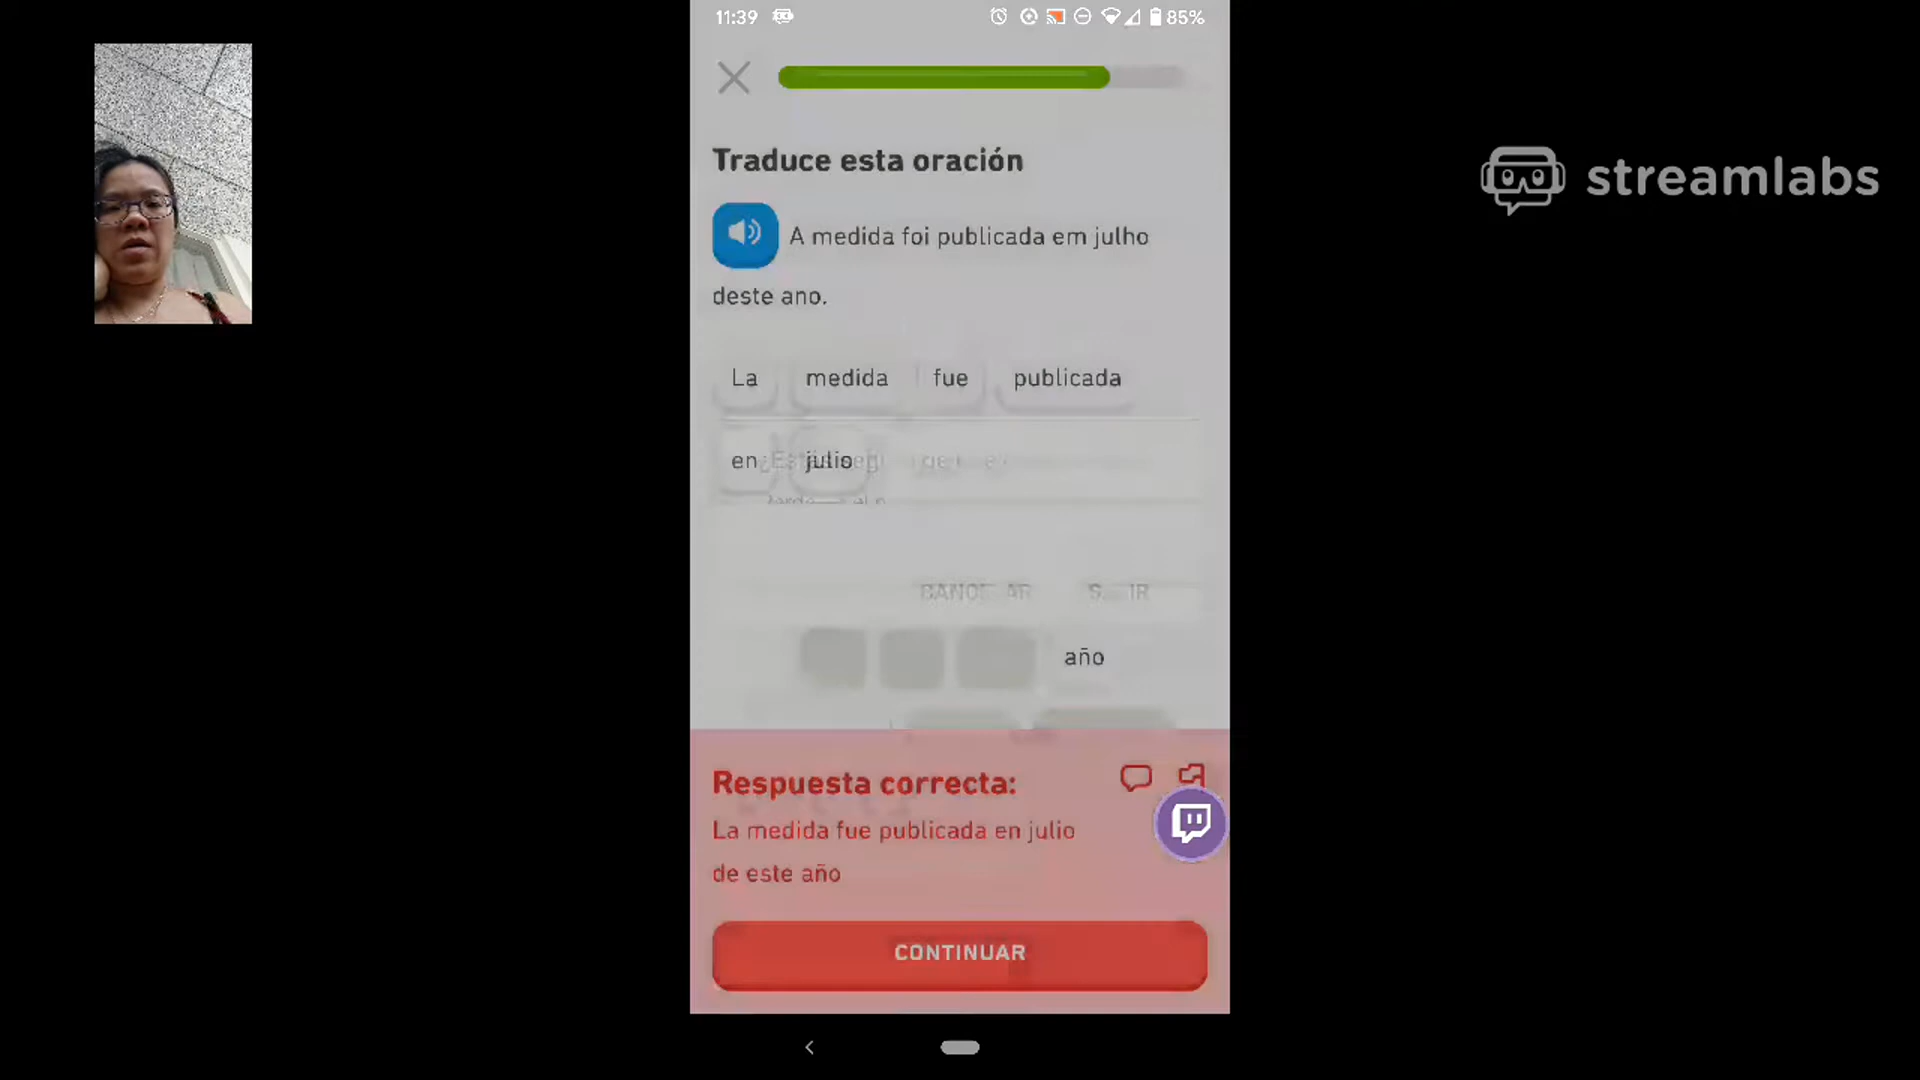 11:39
85%
streamlabs
Traduce esta oración
A medida foi publicada em julho
deste ano.
La medida fue publicada
en julio
año
Respuesta correcta:
La medida fue publicada en julio
de este año
CONTINUAR